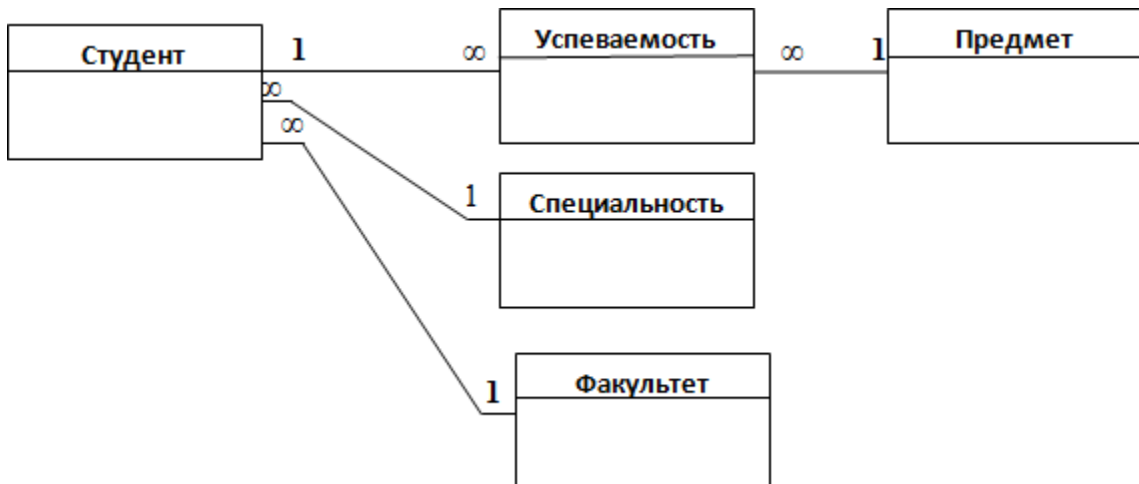 Студент
1
∞
Успеваемость
∞
1
Предмет
∞
∞
1
Специальность
1
Факультет